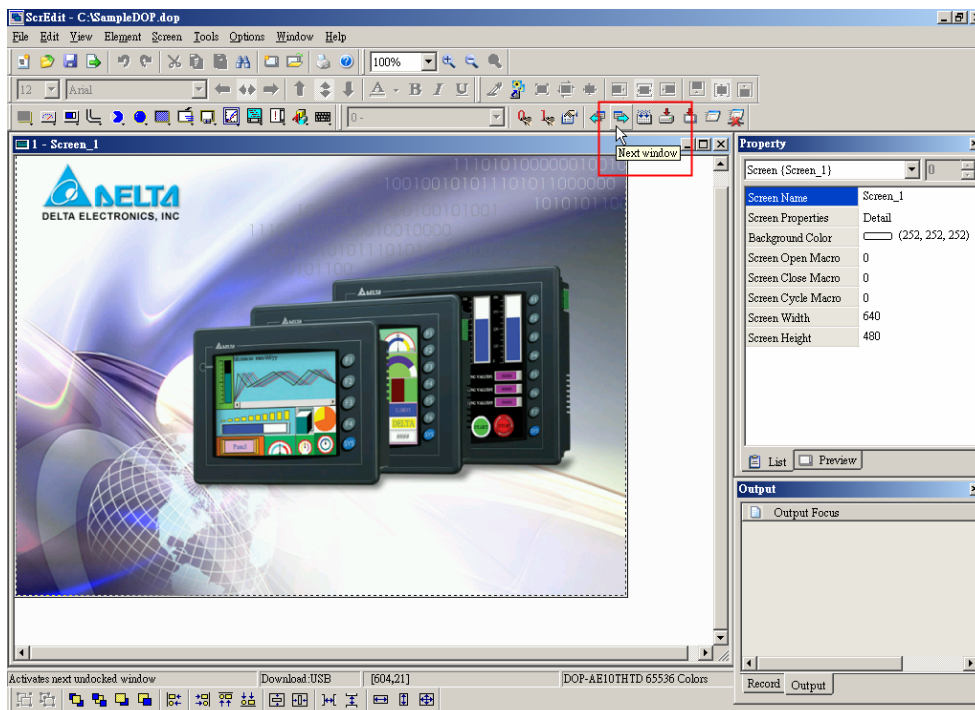 ScrEdit - C:\SampleDOP.dop
File Edit View Element Screen Tools Options Window Help
100%
12 Arial A B I U
0 -
Next window
1 - Screen_1
DELTA
DELTA ELECTRONICS, INC
Property
Screen {Screen_1} 0
Screen Name Screen_1
Screen Properties Detail
Background Color (252, 252, 252)
Screen Open Macro 0
Screen Close Macro 0
Screen Cycle Macro 0
Screen Width 640
Screen Height 480
List Preview
Output
Output Focus
Record Output
Activates next undocked window Download:USB [604,21] DOP-AE10THTD 65536 Colors